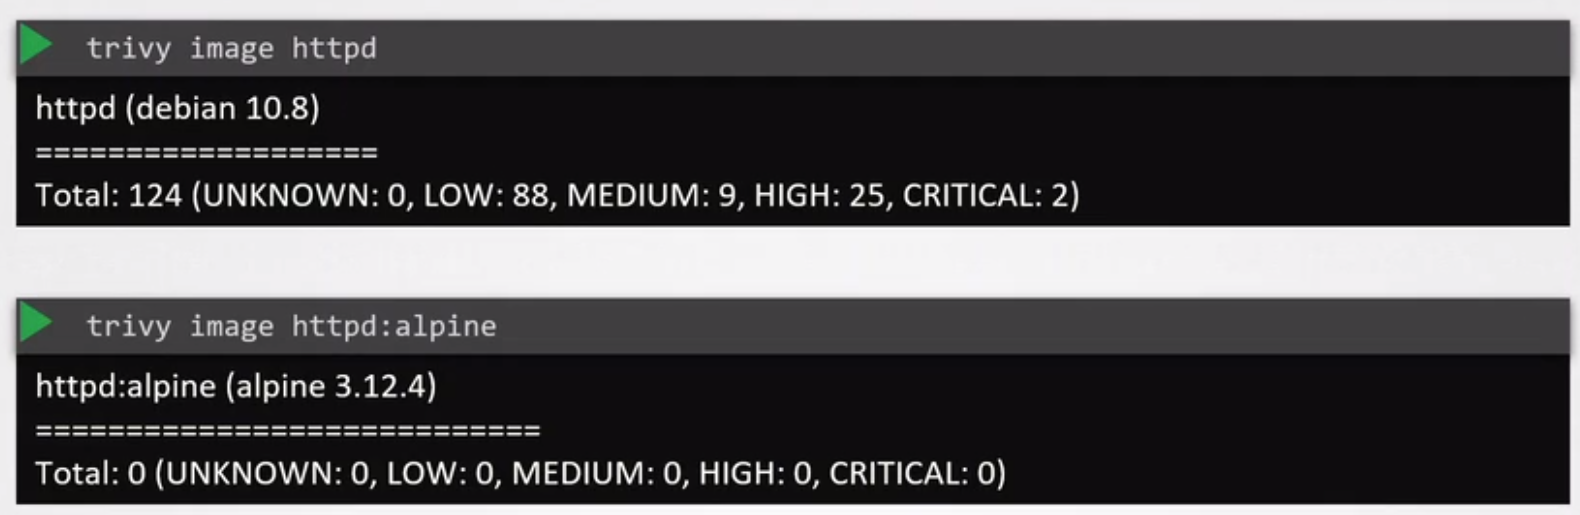 trivy image httpd
httpd (debian 10.8)
===================
Total: 124 (UNKNOWN: 0, LOW: 88, MEDIUM: 9, HIGH: 25, CRITICAL: 2)
trivy image httpd:alpine
httpd:alpine (alpine 3.12.4)
============================
Total: 0 (UNKNOWN: 0, LOW: 0, MEDIUM: 0, HIGH: 0, CRITICAL: 0)